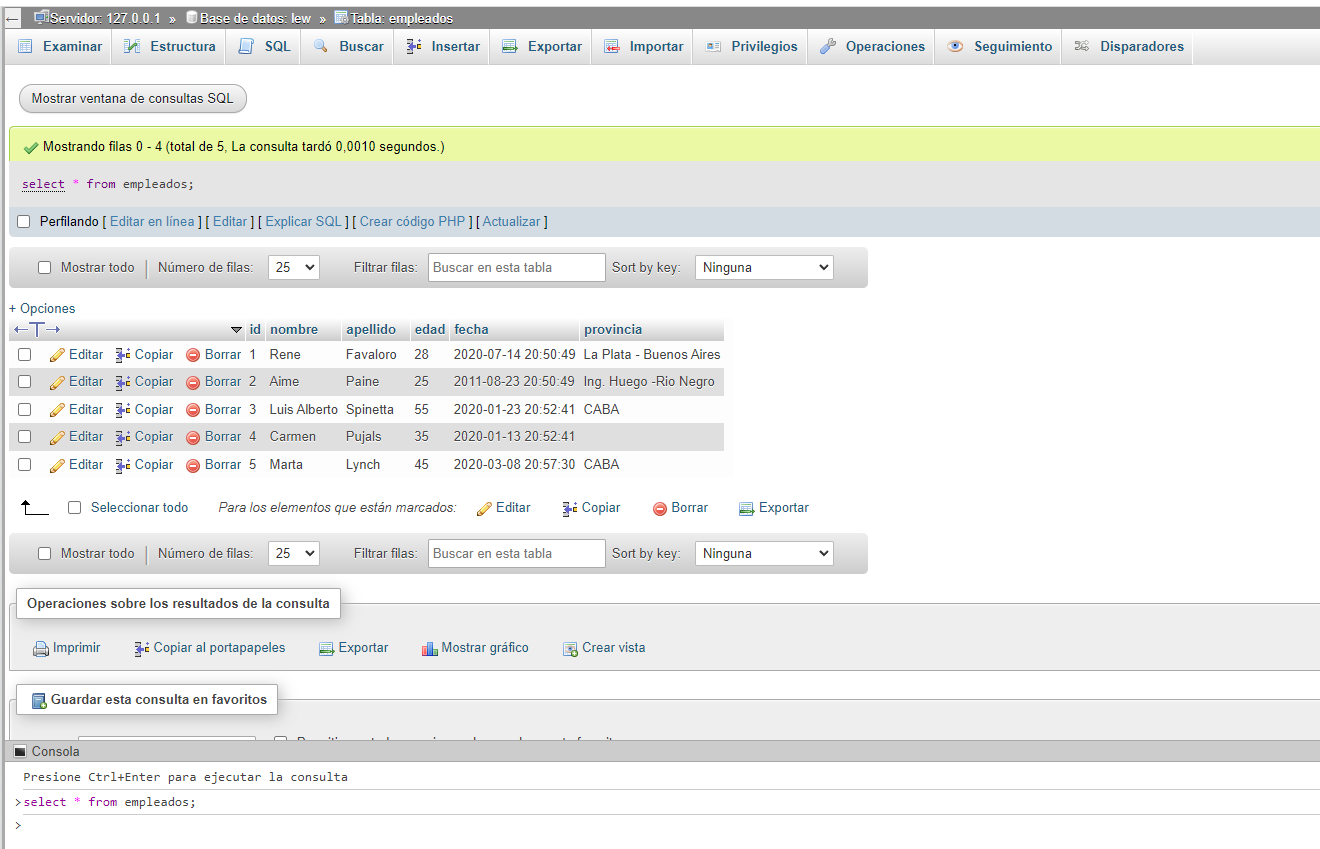 Servidor: 127.0.0.1 » Base de datos: lew » Tabla: empleados
Examinar Estructura SQL Buscar Insertar Exportar Importar Privilegios Operaciones Seguimiento Disparadores
Mostrar ventana de consultas SQL
Mostrando filas 0 - 4 (total de 5, La consulta tardó 0,0010 segundos.)
select * from empleados;
Perfilando [ Editar en línea ] [ Editar ] [ Explicar SQL ] [ Crear código PHP ] [ Actualizar ]
Mostrar todo Número de filas: 25 Filtrar filas: Buscar en esta tabla Sort by key: Ninguna
+ Opciones
id nombre apellido edad fecha provincia
Editar Copiar Borrar 1 Rene Favaloro 28 2020-07-14 20:50:49 La Plata - Buenos Aires
Editar Copiar Borrar 2 Aime Paine 25 2011-08-23 20:50:49 Ing. Huego -Rio Negro
Editar Copiar Borrar 3 Luis Alberto Spinetta 55 2020-01-23 20:52:41 CABA
Editar Copiar Borrar 4 Carmen Pujals 35 2020-01-13 20:52:41
Editar Copiar Borrar 5 Marta Lynch 45 2020-03-08 20:57:30 CABA
Seleccionar todo Para los elementos que están marcados: Editar Copiar Borrar Exportar
Mostrar todo Número de filas: 25 Filtrar filas: Buscar en esta tabla Sort by key: Ninguna
Operaciones sobre los resultados de la consulta
Imprimir Copiar al portapapeles Exportar Mostrar gráfico Crear vista
Guardar esta consulta en favoritos
Consola
Presione Ctrl+Enter para ejecutar la consulta
>select * from empleados;
>